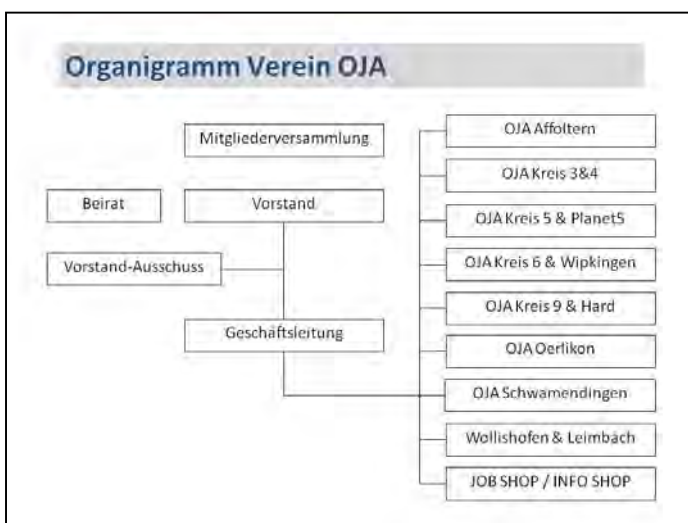 Organigramm Verein OJA
Mitgliederversammlung
Beirat
Vorstand
Vorstand-Ausschuss
Geschäftsleitung
OJA Affoltern
OJA Kreis 3&4
OJA Kreis 5 & Planet5
OJA Kreis 6 & Wipkingen
OJA Kreis 9 & Hard
OJA Oerlikon
OJA Schwamendingen
Wollishofen & Leimbach
JOB SHOP / INFO SHOP